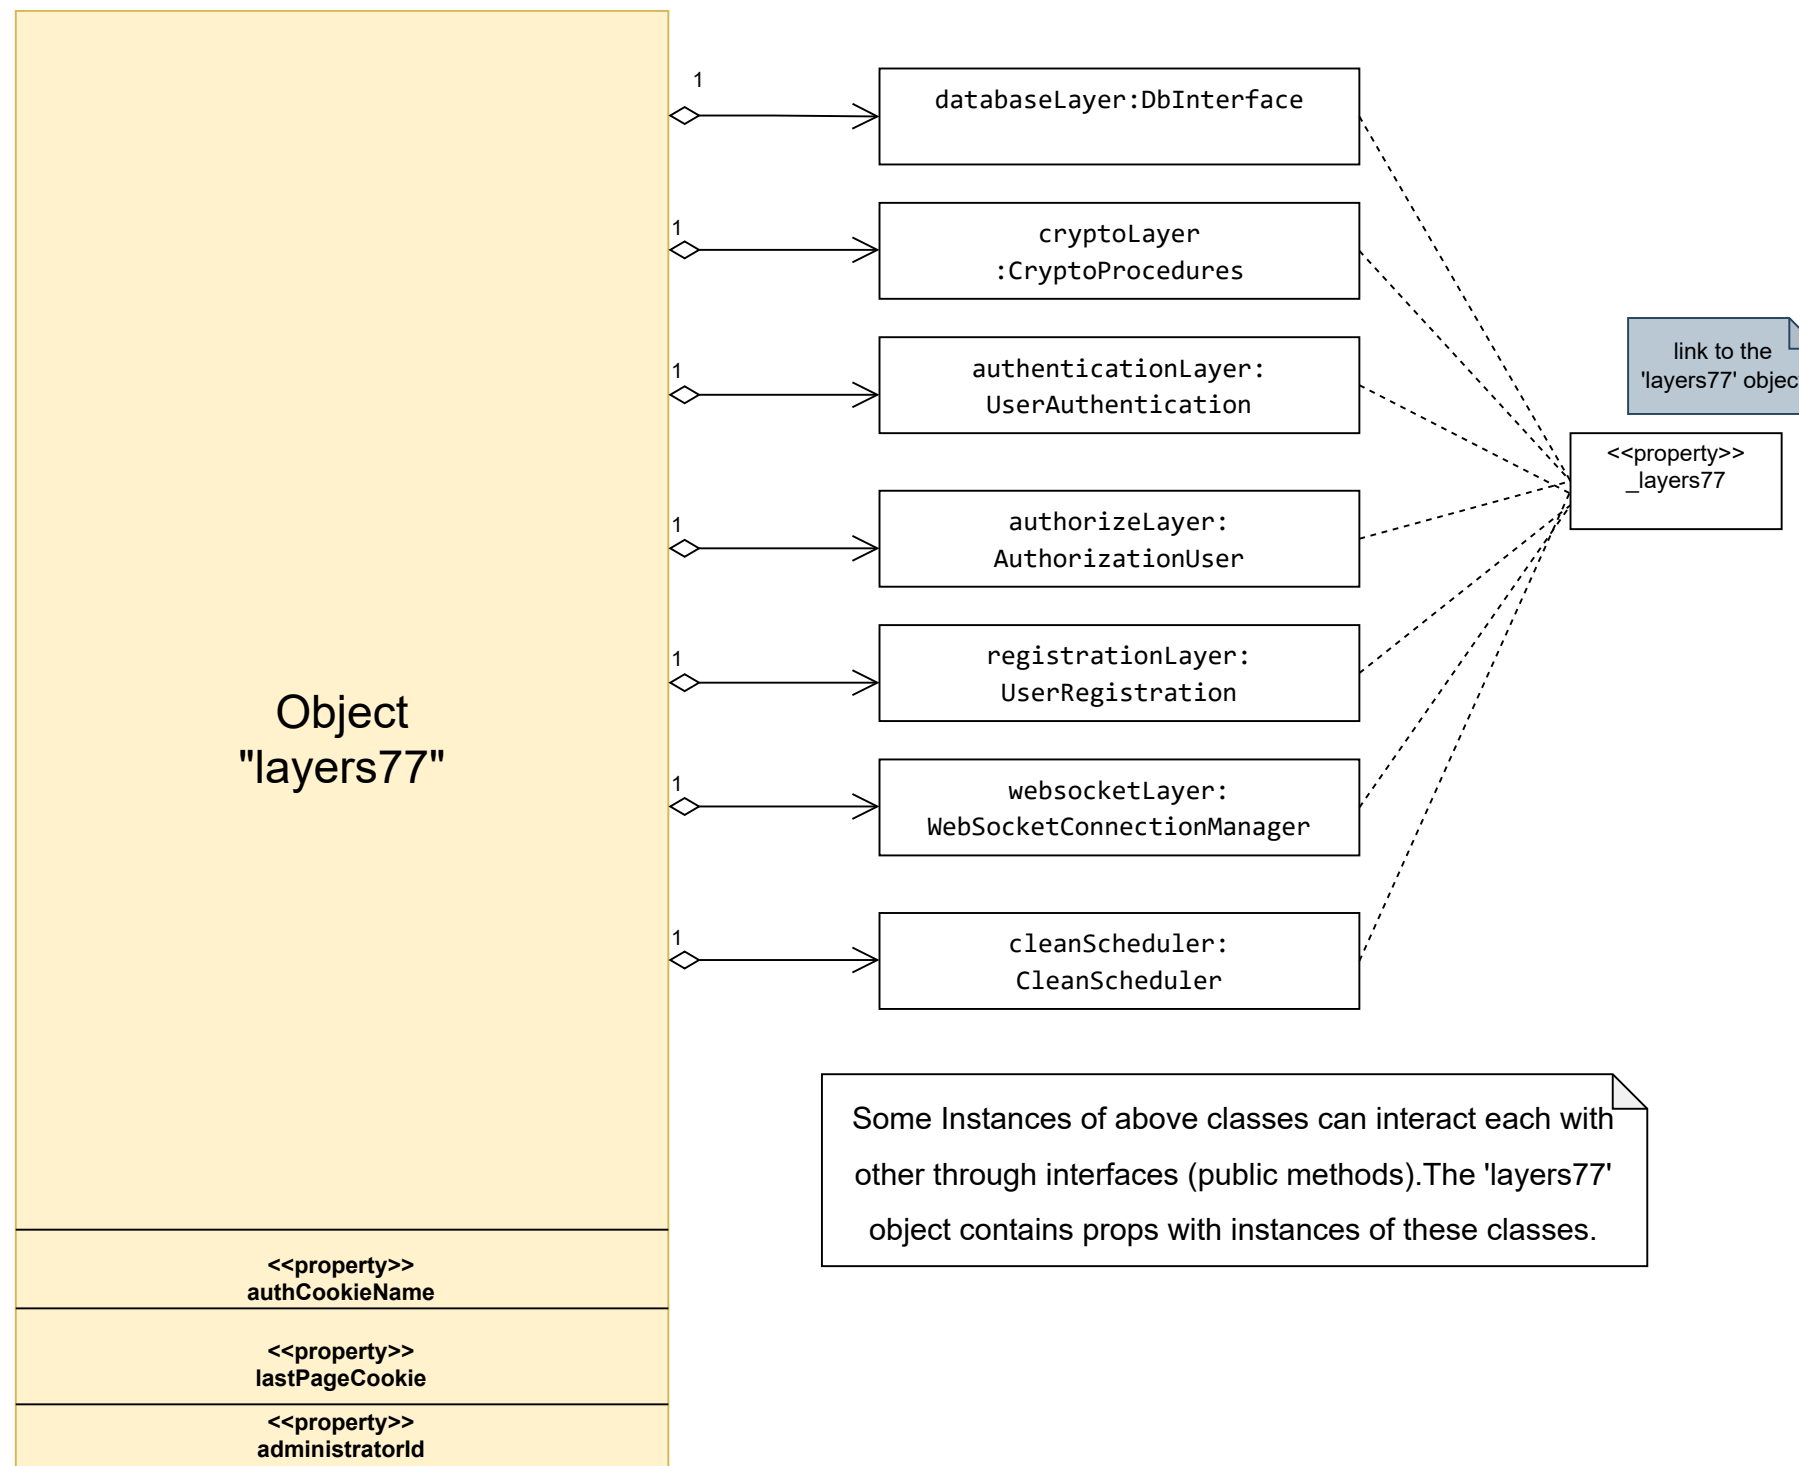 1
databaseLayer:DbInterface
1
cryptoLayer
:CryptoProcedures
1
authenticationLayer:
UserAuthentication
link to the
'layers77' objec
<<property>>
_layers77
1
authorizeLayer:
AuthorizationUser
1
registrationLayer:
UserRegistration
Object
"layers77"
1
websocketLayer:
WebSocketConnectionManager
1
cleanScheduler:
CleanScheduler
Some Instances of above classes can interact each with
other through interfaces (public methods).The 'layers77'
object contains props with instances of these classes.
<<property>>
authCookieName
<<property>>
lastPageCookie
<<property>>
administratorId